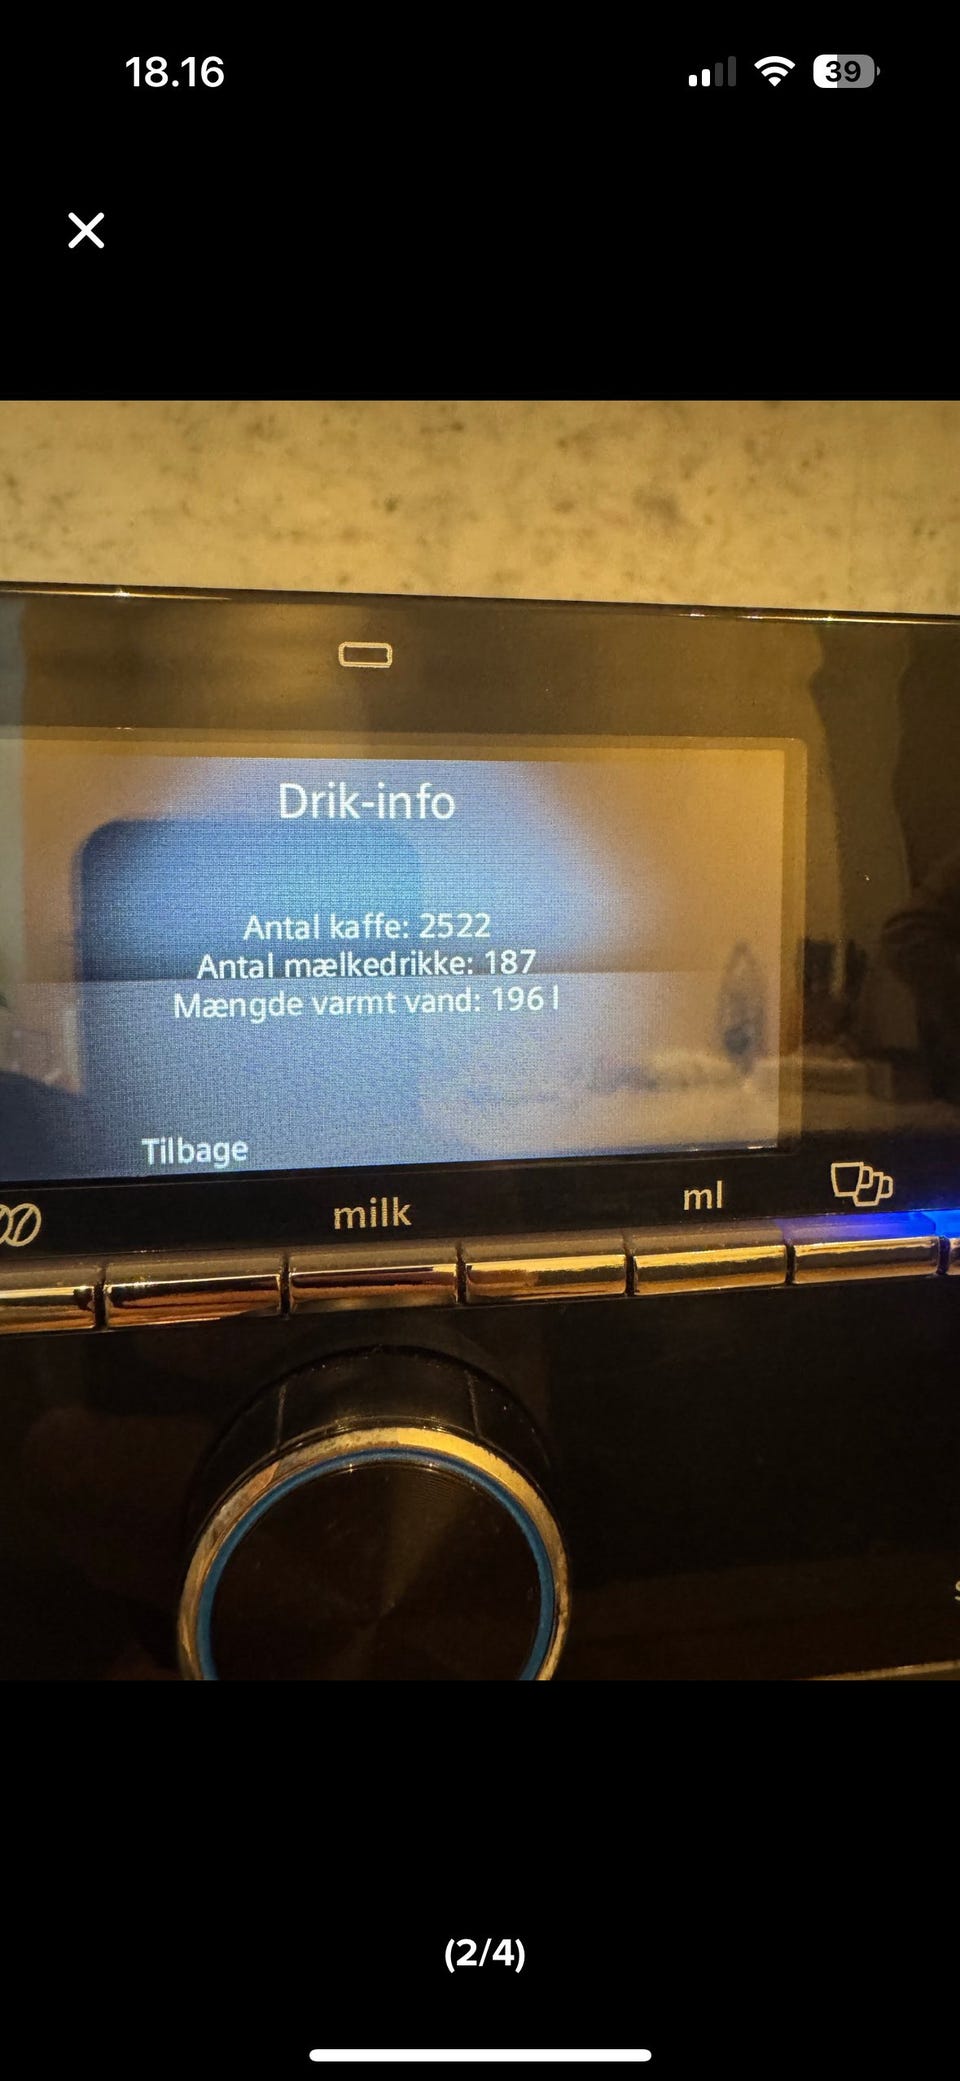 18.16
39
Drik-info
Antal kaffe: 2522
Antal mælkedrikke: 187
Mængde varmt vand: 196 l
Tilbage
milk
ml
(2/4)